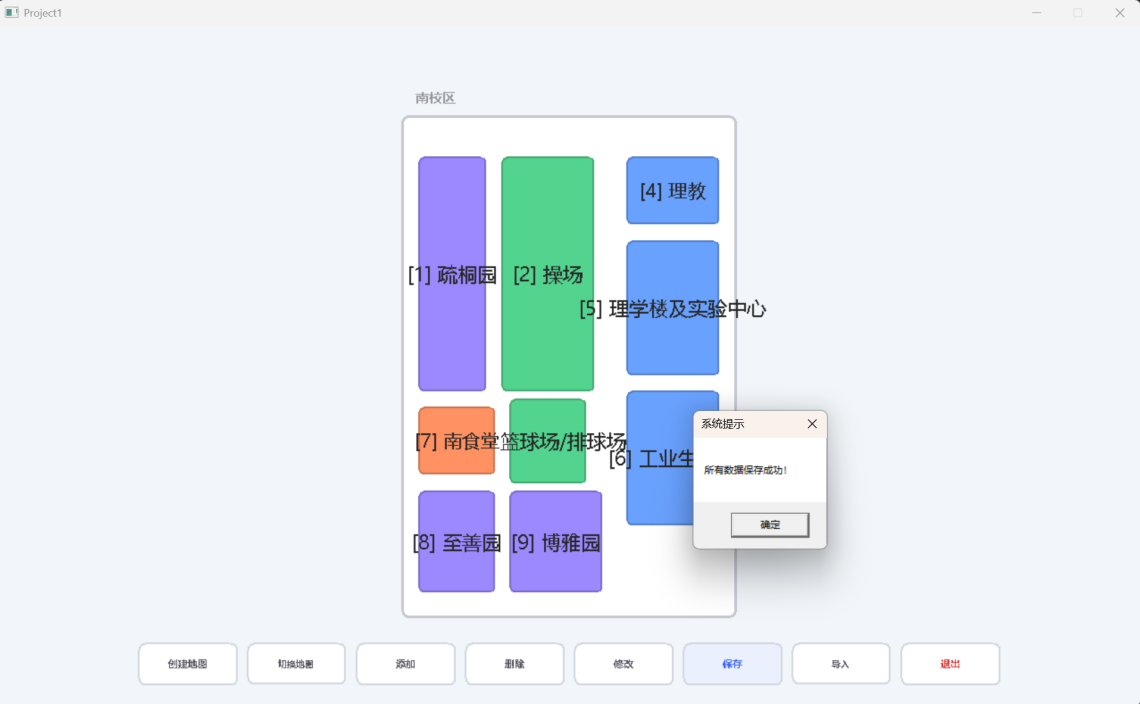 Project1
南校区
[1] 疏桐园
[2] 操场
[4] 理教
[5] 理学楼及实验中心
[7] 南食堂
篮球场/排球场
[6] 工业生
[8] 至善园
[9] 博雅园
系统提示
所有数据保存成功!
确定
创建地图
切换地图
添加
删除
修改
保存
导入
退出